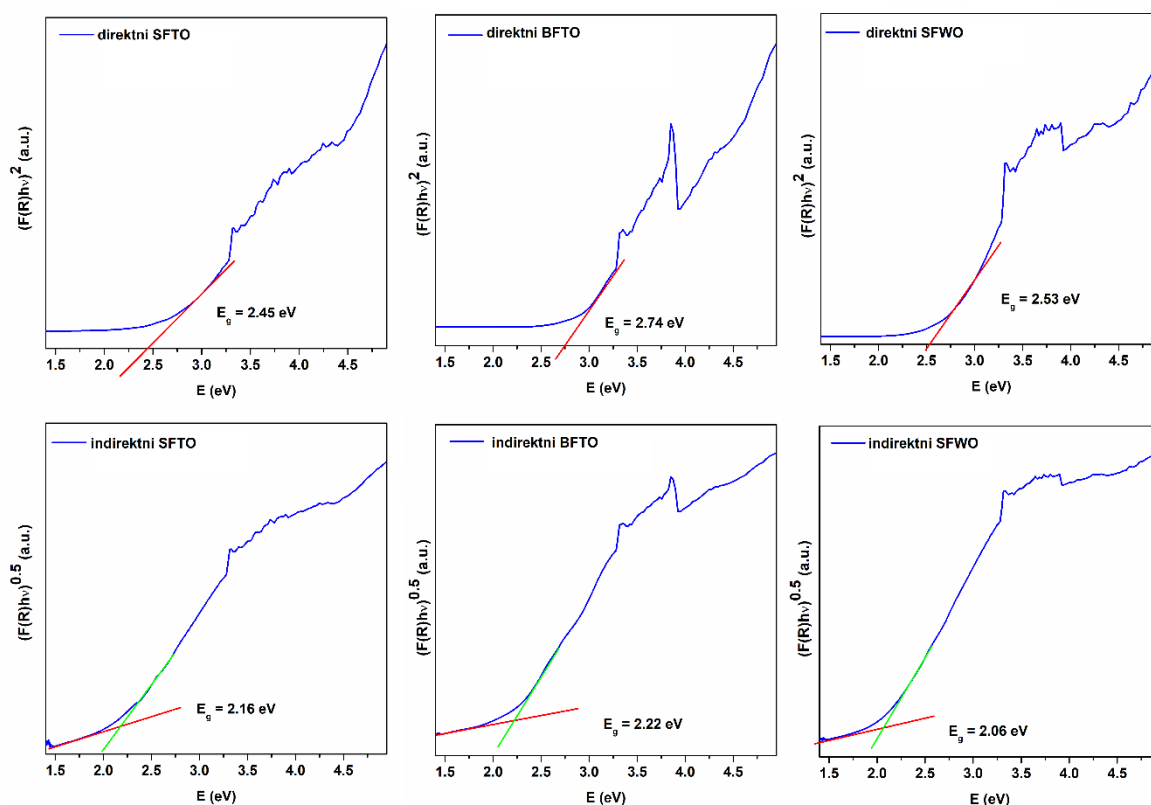 direktni SFTO
(F(R)hν)² (a.u.)
E_g = 2.45 eV
1.5 2.0 2.5 3.0 3.5 4.0 4.5
E (eV)
direktni BFTO
(F(R)hν)² (a.u.)
E_g = 2.74 eV
1.5 2.0 2.5 3.0 3.5 4.0 4.5
E (eV)
direktni SFWO
(F(R)hν)² (a.u.)
E_g = 2.53 eV
1.5 2.0 2.5 3.0 3.5 4.0 4.5
E (eV)
indirektni SFTO
(F(R)hν)^0.5 (a.u.)
E_g = 2.16 eV
1.5 2.0 2.5 3.0 3.5 4.0 4.5
E (eV)
indirektni BFTO
(F(R)hν)^0.5 (a.u.)
E_g = 2.22 eV
1.5 2.0 2.5 3.0 3.5 4.0 4.5
E (eV)
indirektni SFWO
(F(R)hν)^0.5 (a.u.)
E_g = 2.06 eV
1.5 2.0 2.5 3.0 3.5 4.0 4.5
E (eV)